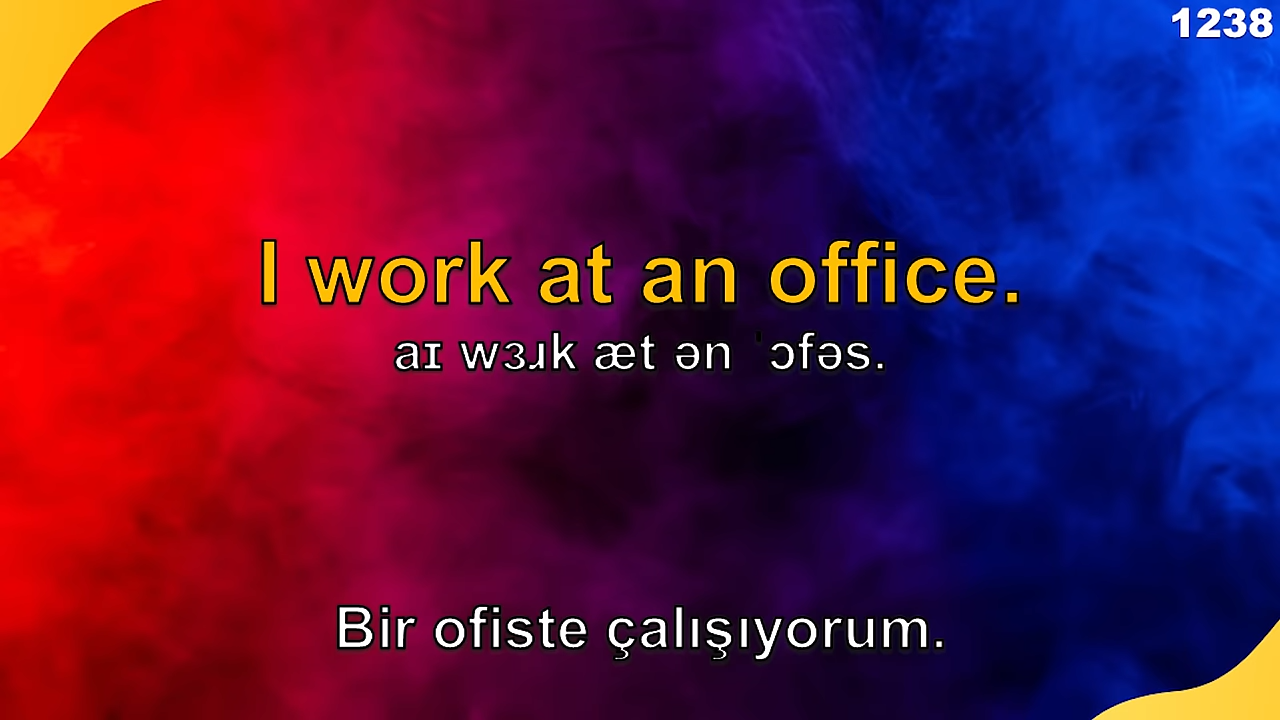 1238
I work at an office.
aɪ wɜɹk æt ən ˈɔfəs.
Bir ofiste çalışıyorum.